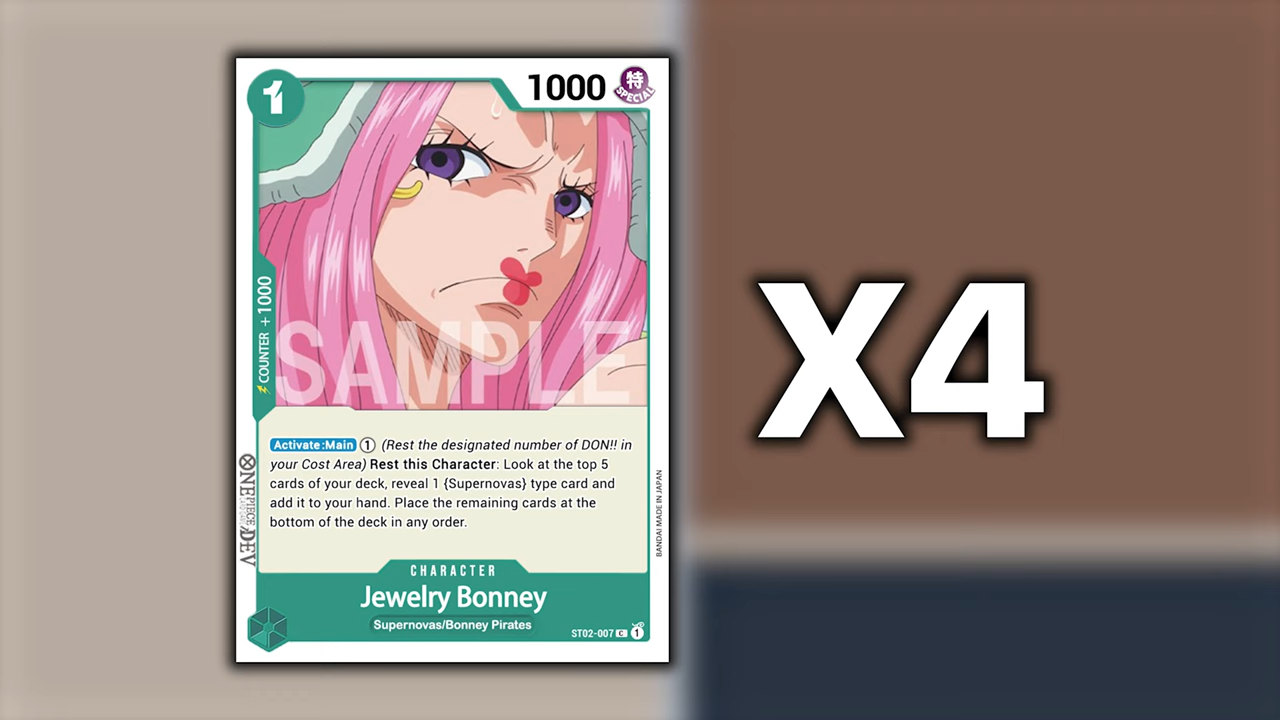 1
1000
特
SPECIAL
COUNTER +1000
SAMPLE
X4
Activate:Main ① (Rest the designated number of DON!! in
your Cost Area) Rest this Character: Look at the top 5
cards of your deck, reveal 1 {Supernovas} type card and
add it to your hand. Place the remaining cards at the
bottom of the deck in any order.
ONE PIECE
DEV
BANDAI MADE IN JAPAN
CHARACTER
Jewelry Bonney
Supernovas/Bonney Pirates
ST02-007 C 1